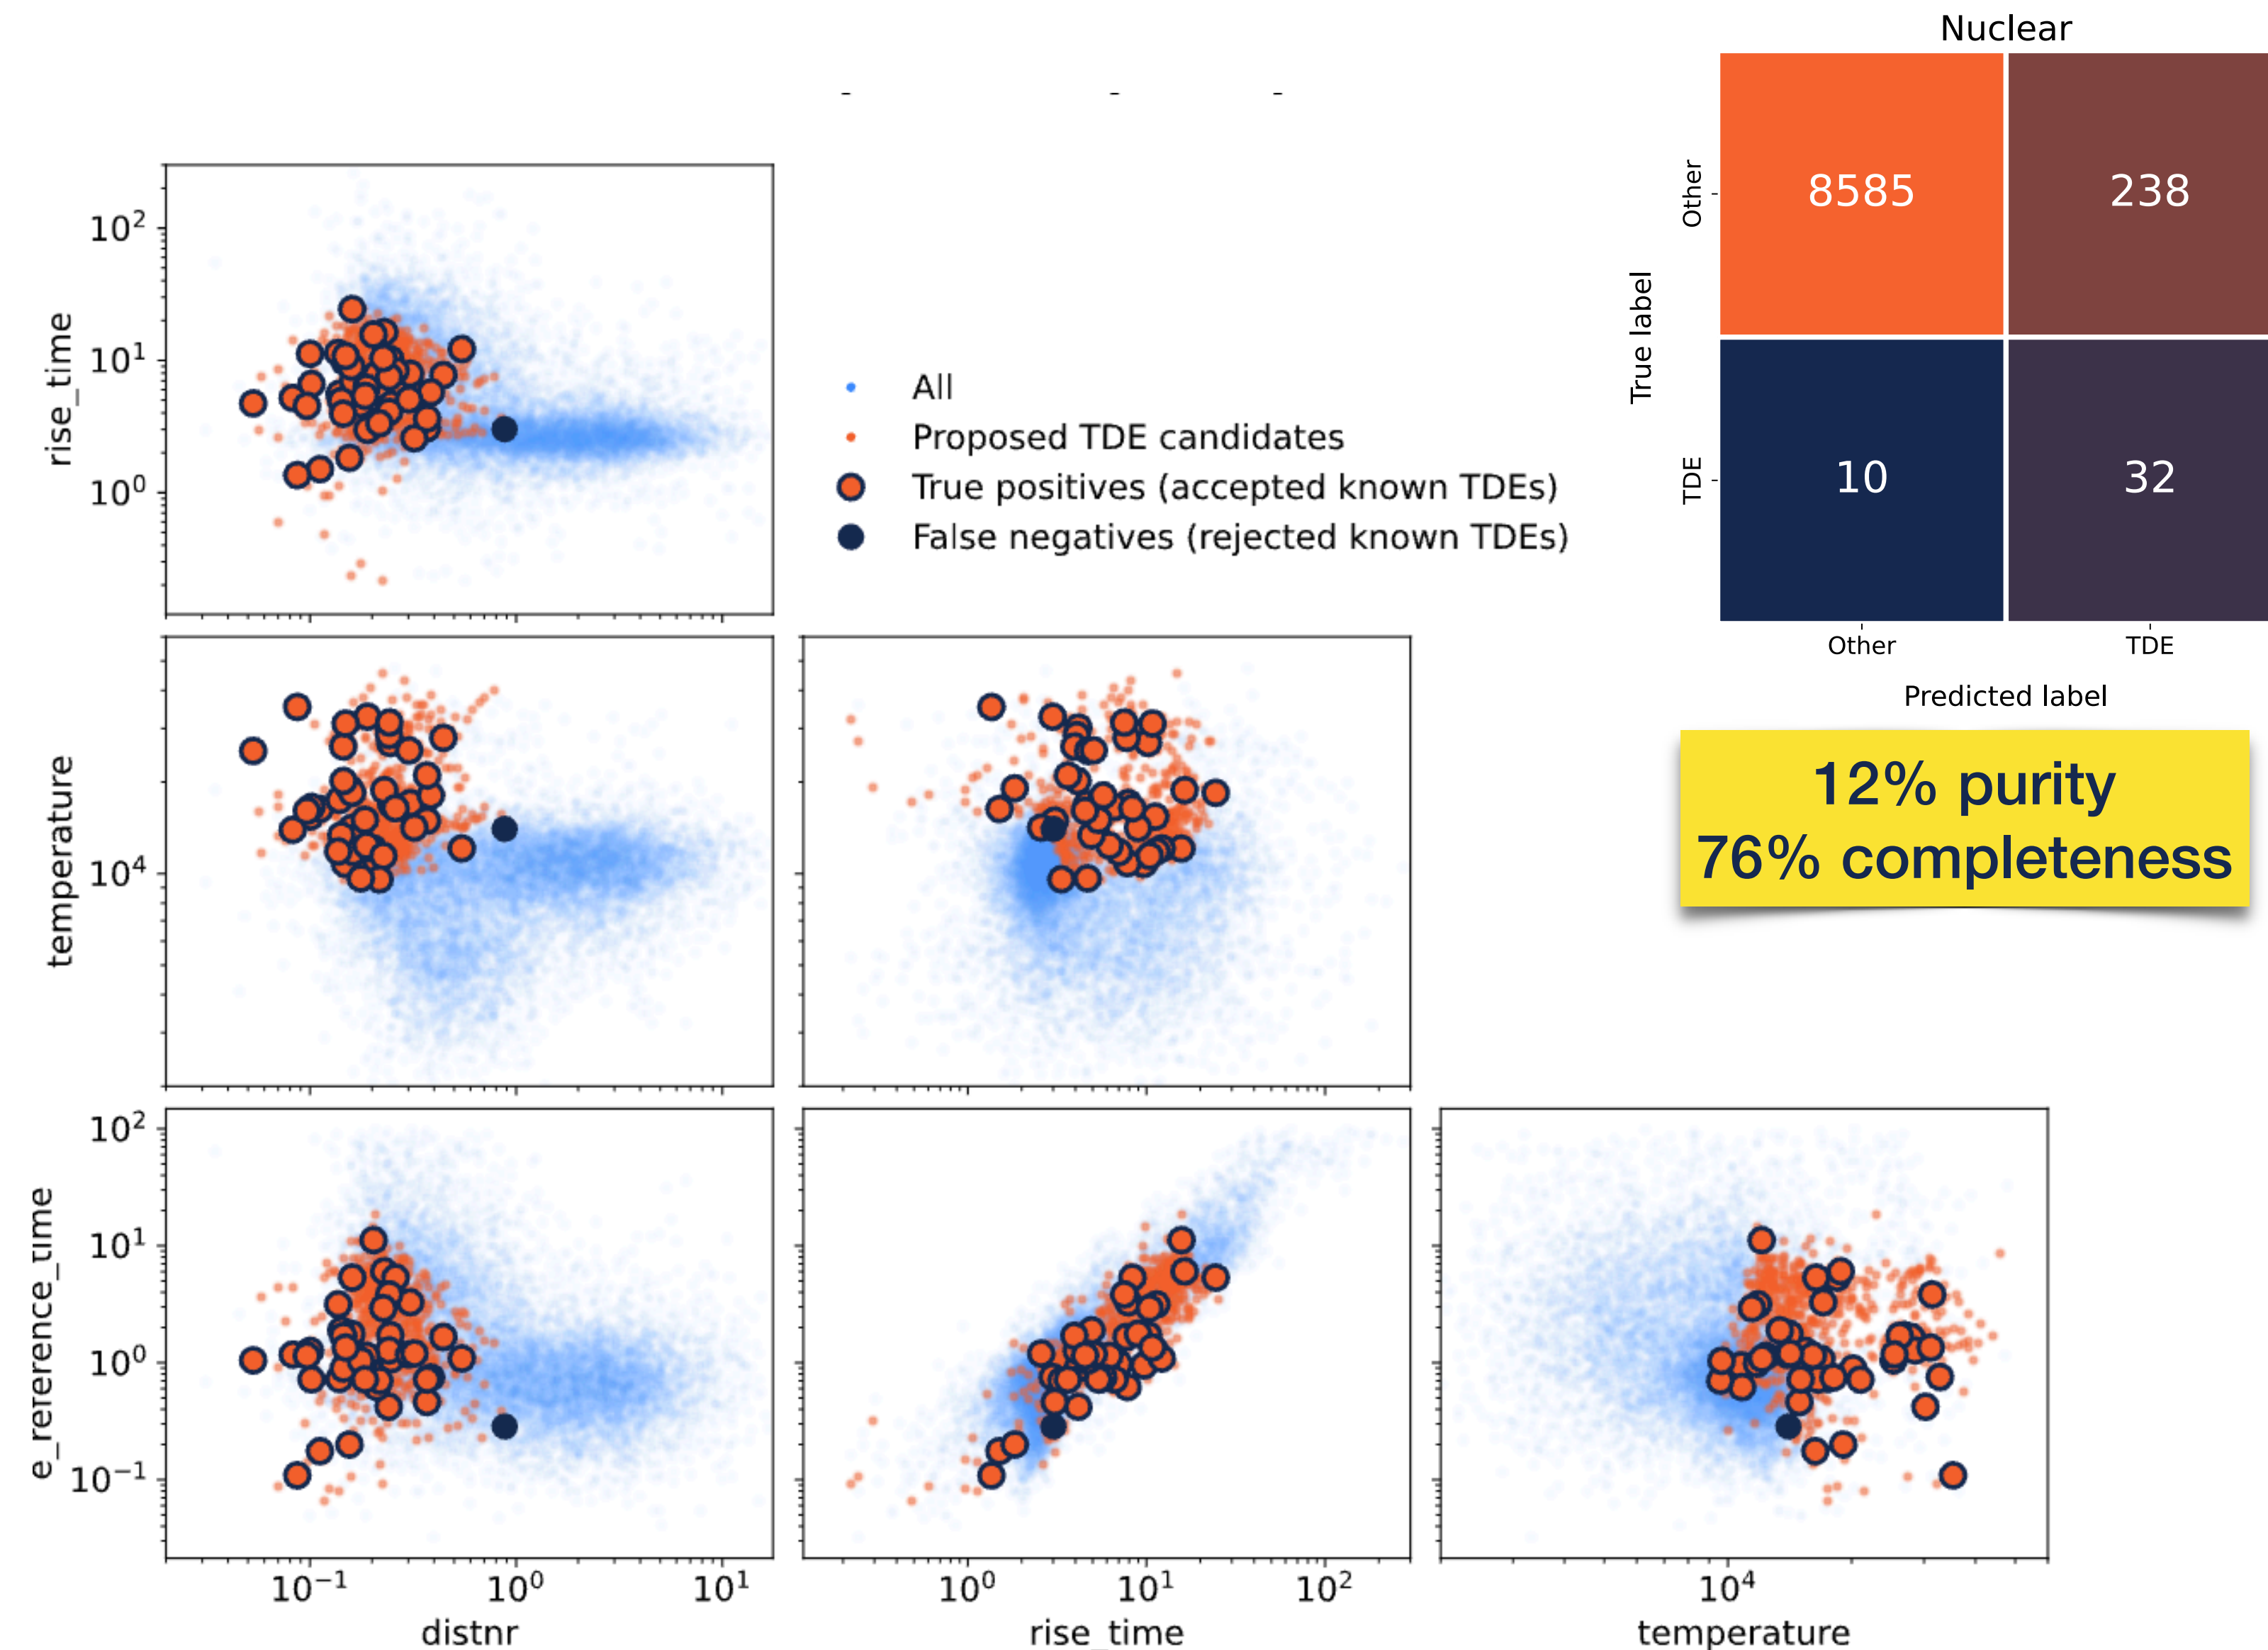 Nuclear
Other
8585
238
True label
TDE
10
32
Other
TDE
Predicted label
12% purity
76% completeness
10²
10¹
10⁰
rise_time
All
Proposed TDE candidates
True positives (accepted known TDEs)
False negatives (rejected known TDEs)
10⁴
temperature
10²
10¹
10⁰
10⁻¹
e_reference_time
10⁻¹
10⁰
10¹
distnr
10⁰
10¹
10²
rise_time
10⁴
temperature